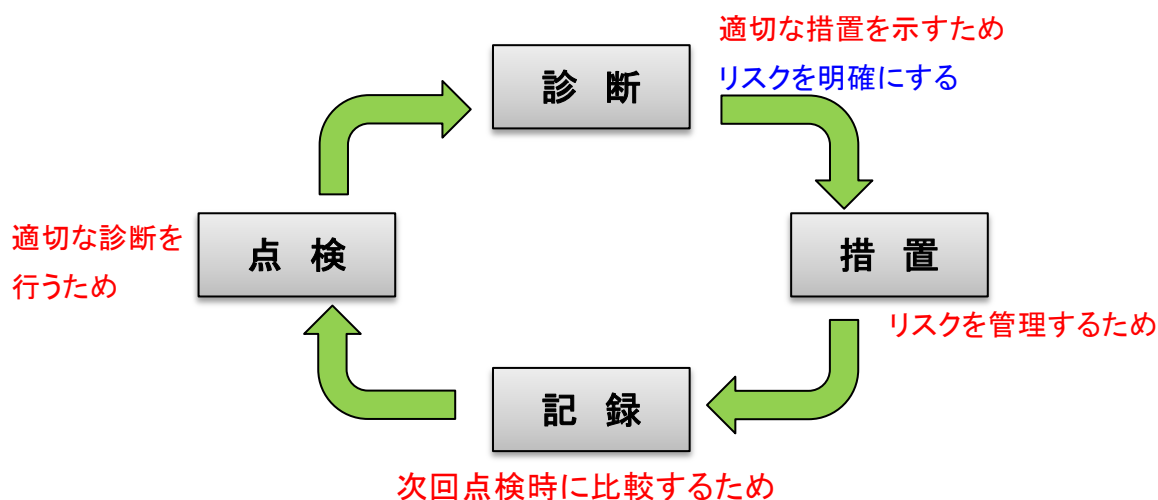 適切な措置を示すため
リスクを明確にする
診 断
適切な診断を
行うため
点 検
措 置
リスクを管理するため
記 録
次回点検時に比較するため